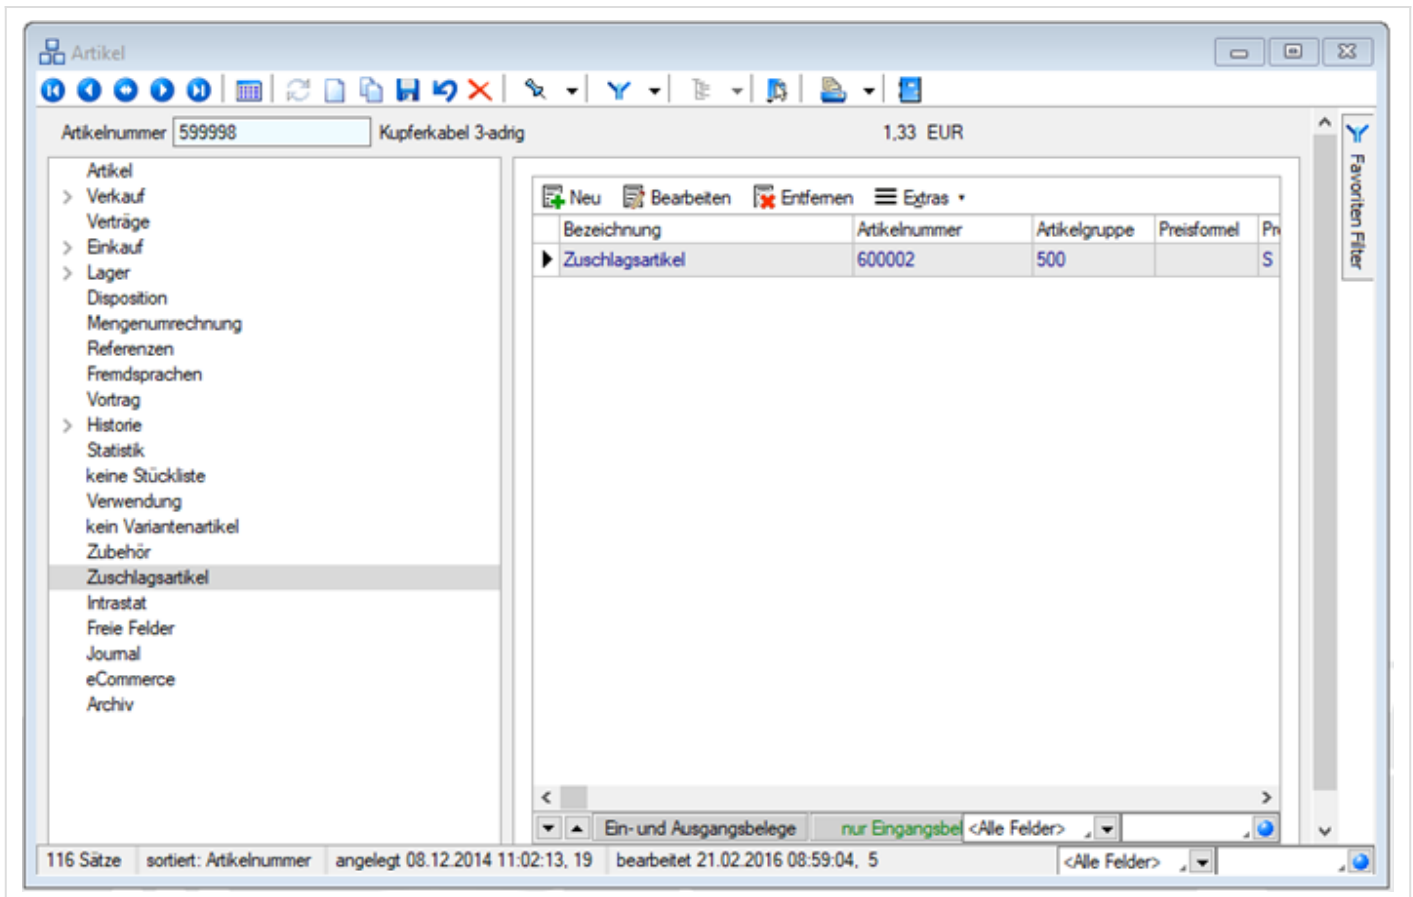 Artikel
Artikelnummer 599998 Kupferkabel 3-adrig 1,33 EUR
Artikel
Verkauf
Verträge
Einkauf
Lager
Disposition
Mengenumrechnung
Referenzen
Fremdsprachen
Vortrag
Historie
Statistik
keine Stückliste
Verwendung
kein Variantenartikel
Zubehör
Zuschlagsartikel
Intrastat
Freie Felder
Journal
eCommerce
Archiv
Neu Bearbeiten Entfernen Extras
Bezeichnung Artikelnummer Artikelgruppe Preisformel Pre
Zuschlagsartikel 600002 500 S
Ein- und Ausgangsbelege nur Eingangsbel <Alle Felder>
Favoriten Filter
116 Sätze sortiert: Artikelnummer angelegt 08.12.2014 11:02:13, 19 bearbeitet 21.02.2016 08:59:04, 5 <Alle Felder>